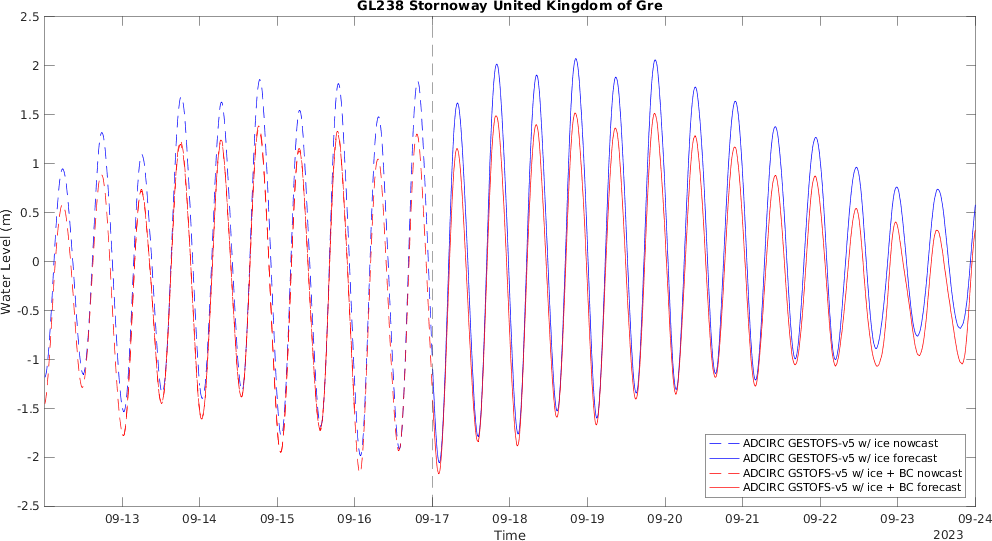 GL238 Stornoway United Kingdom of Gre
2.5
2
1.5
1
0.5
0
-0.5
-1
-1.5
-2
-2.5
Water Level (m)
ADCIRC GESTOFS-v5 w/ ice nowcast
ADCIRC GESTOFS-v5 w/ ice forecast
ADCIRC GSTOFS-v5 w/ ice + BC nowcast
ADCIRC GSTOFS-v5 w/ ice + BC forecast
09-13 09-14 09-15 09-16 09-17 09-18 09-19 09-20 09-21 09-22 09-23 09-24
Time
2023